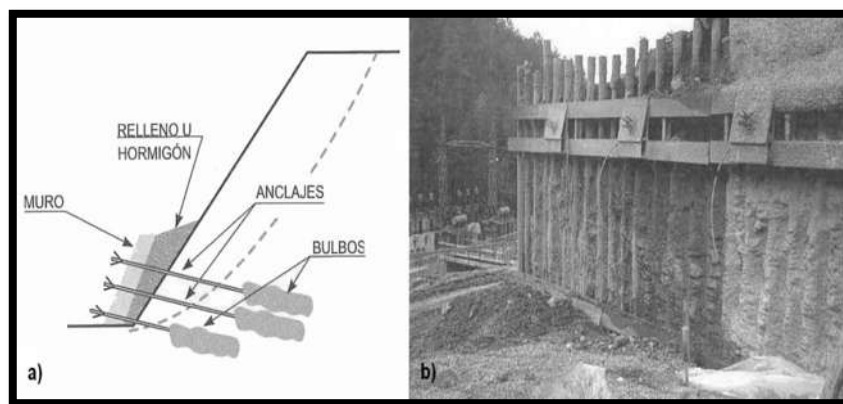 RELLENO U
HORMIGÓN
MURO
ANCLAJES
BULBOS
a)
b)